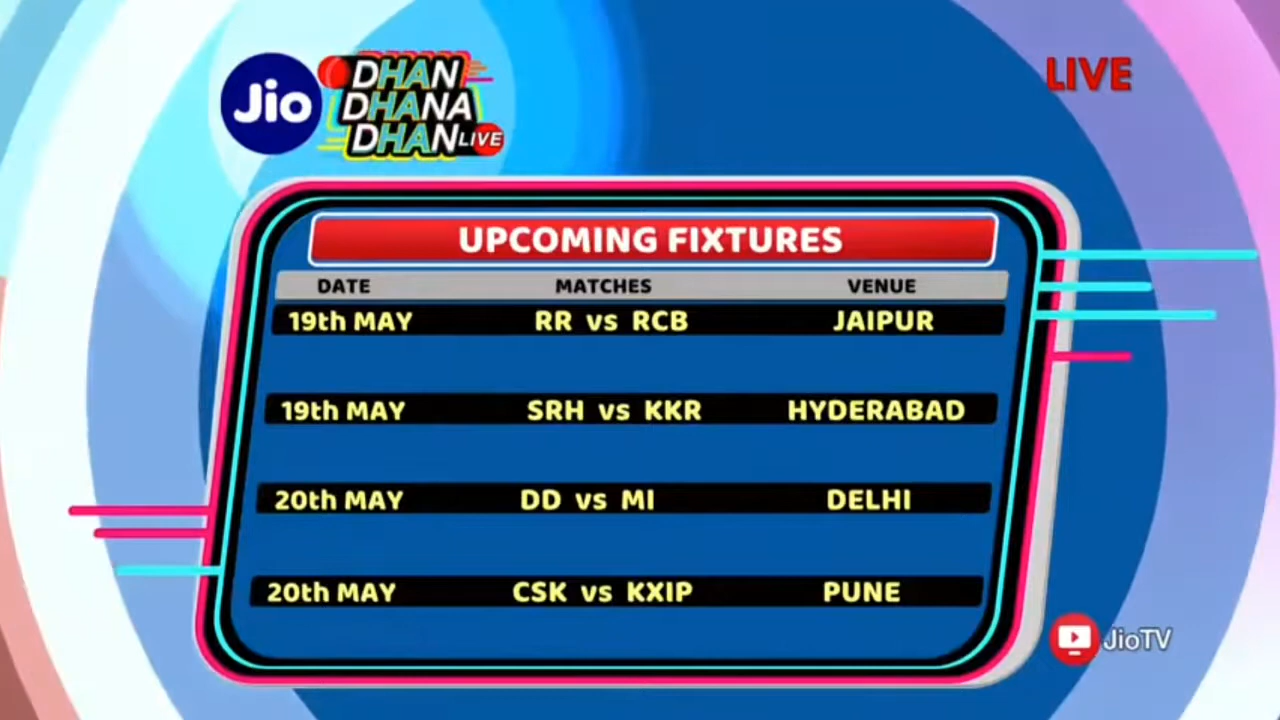 Jio
DHAN
DHANA
DHAN LIVE
LIVE
UPCOMING FIXTURES
DATE MATCHES VENUE
19th MAY RR vs RCB JAIPUR
19th MAY SRH vs KKR HYDERABAD
20th MAY DD vs MI DELHI
20th MAY CSK vs KXIP PUNE
JioTV